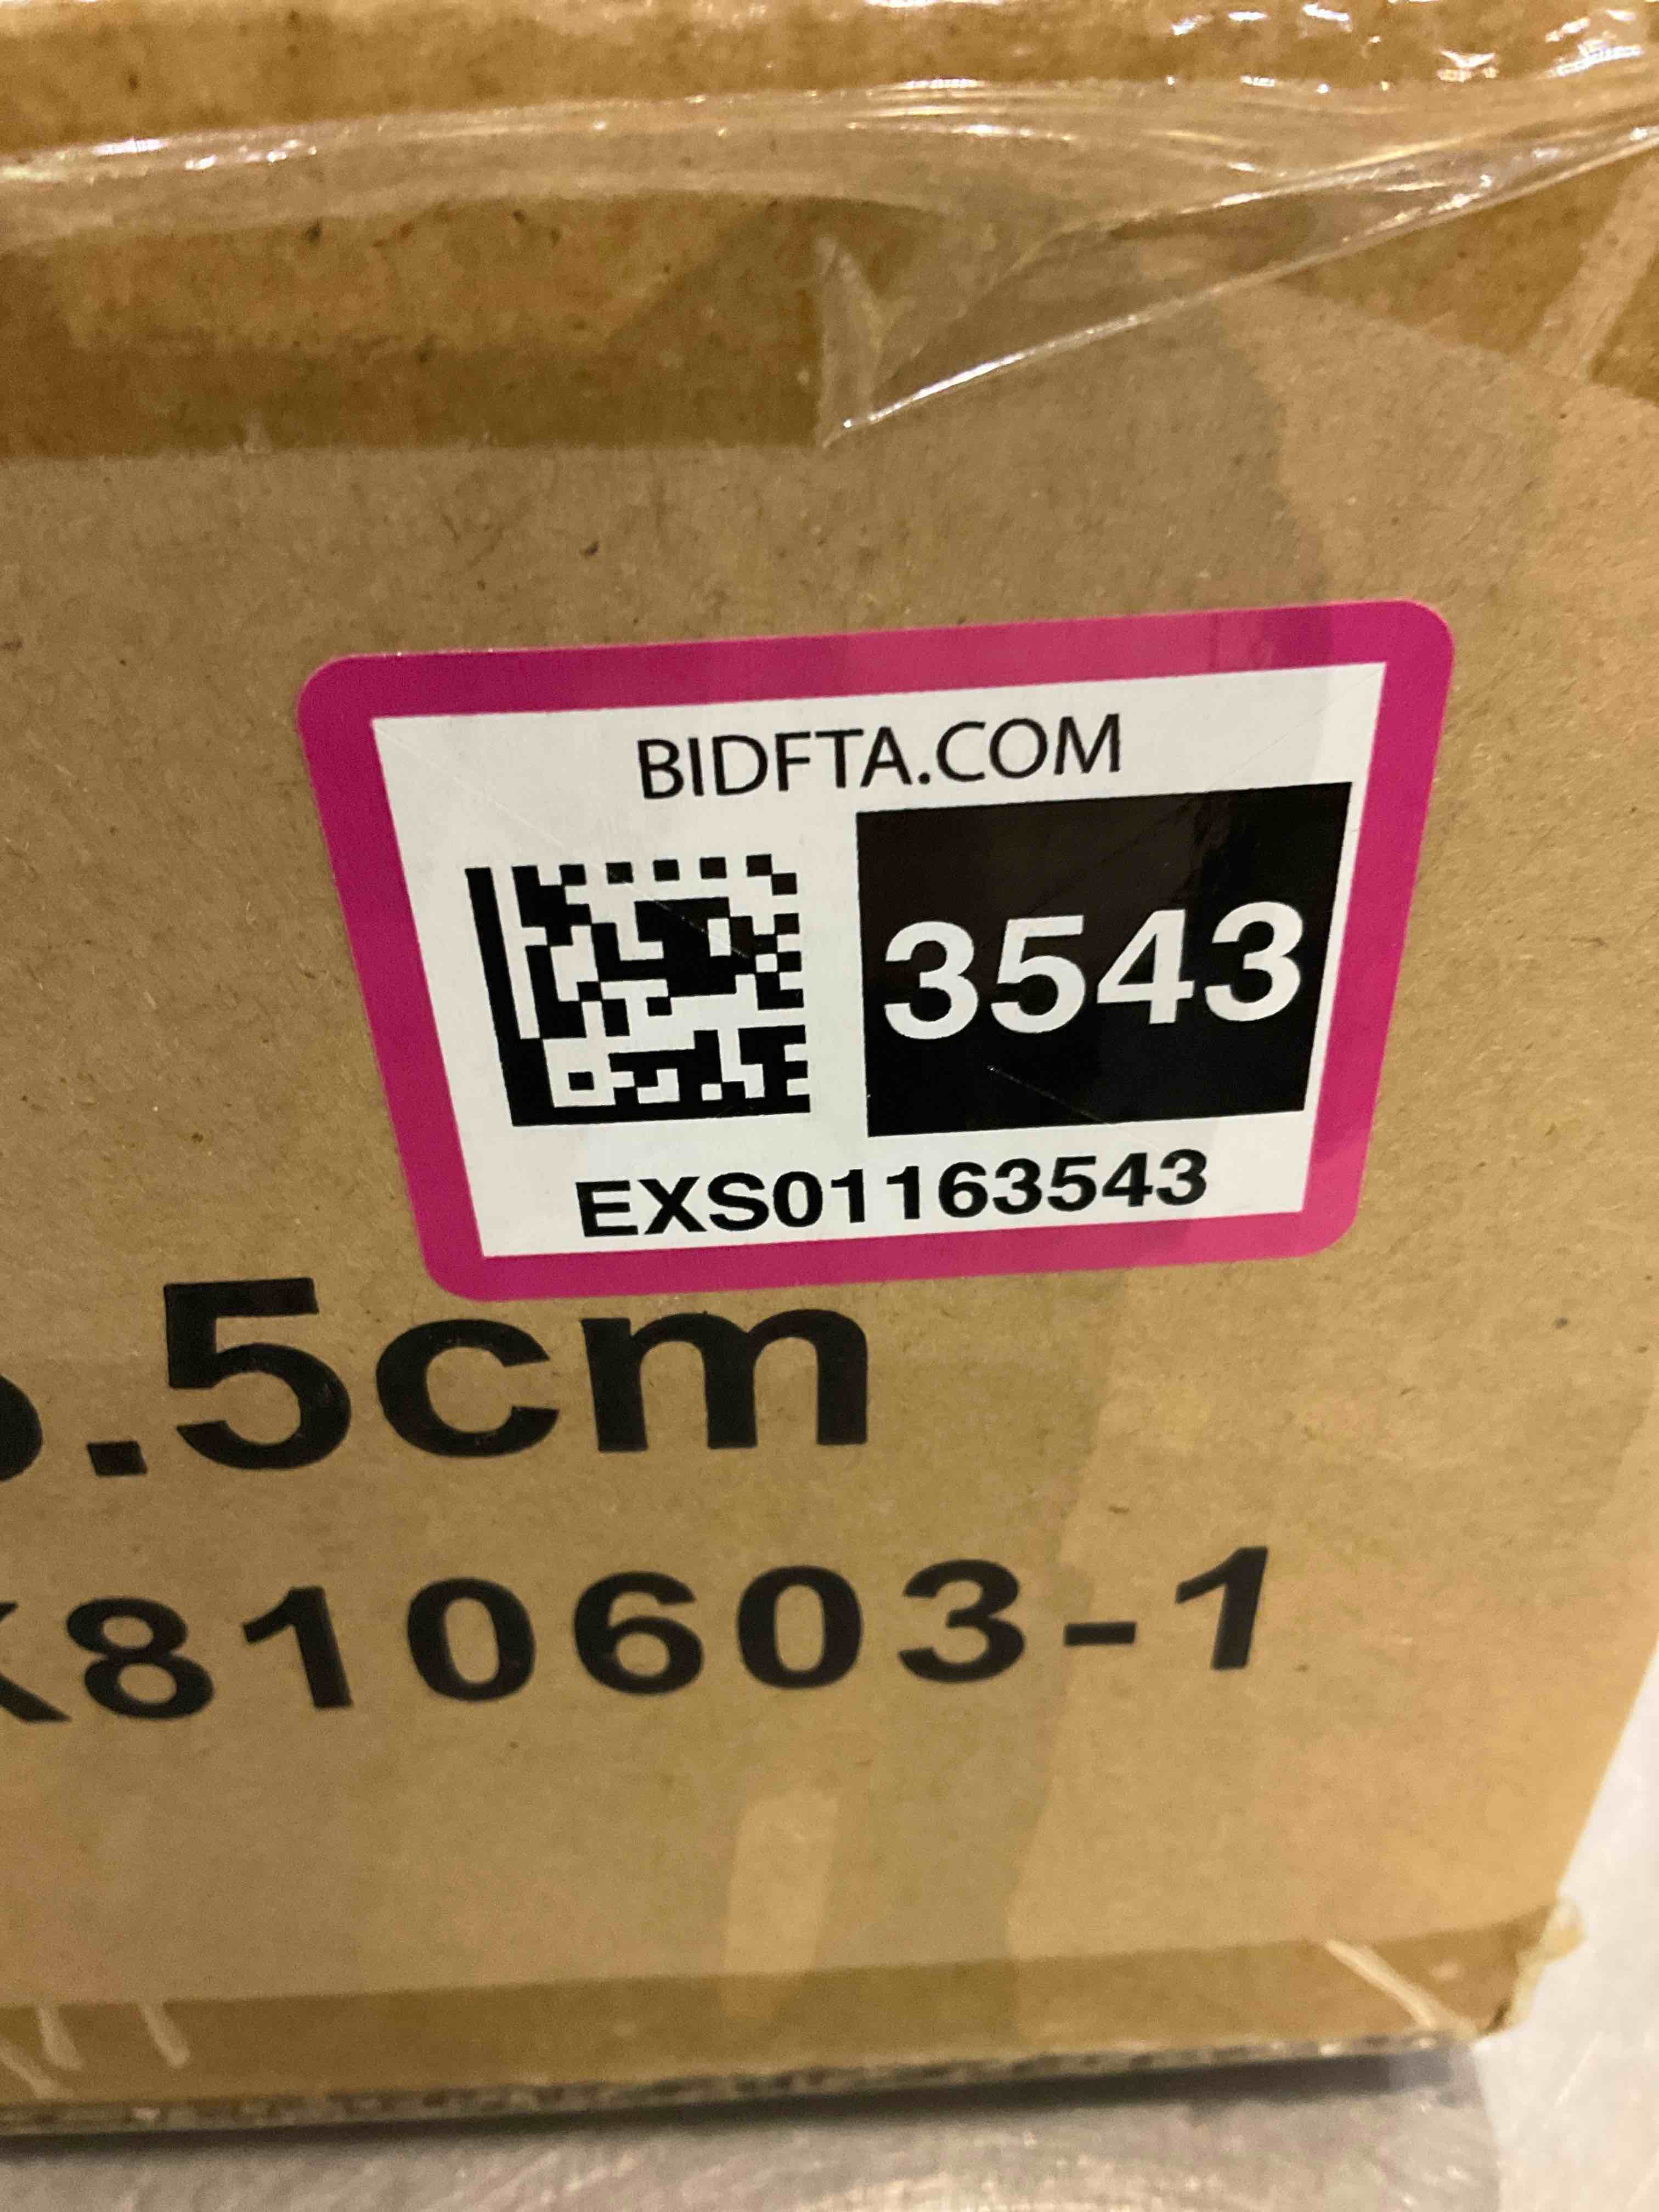 BIDFTA.COM
3543
EXS01163543
.5cm
810603-1